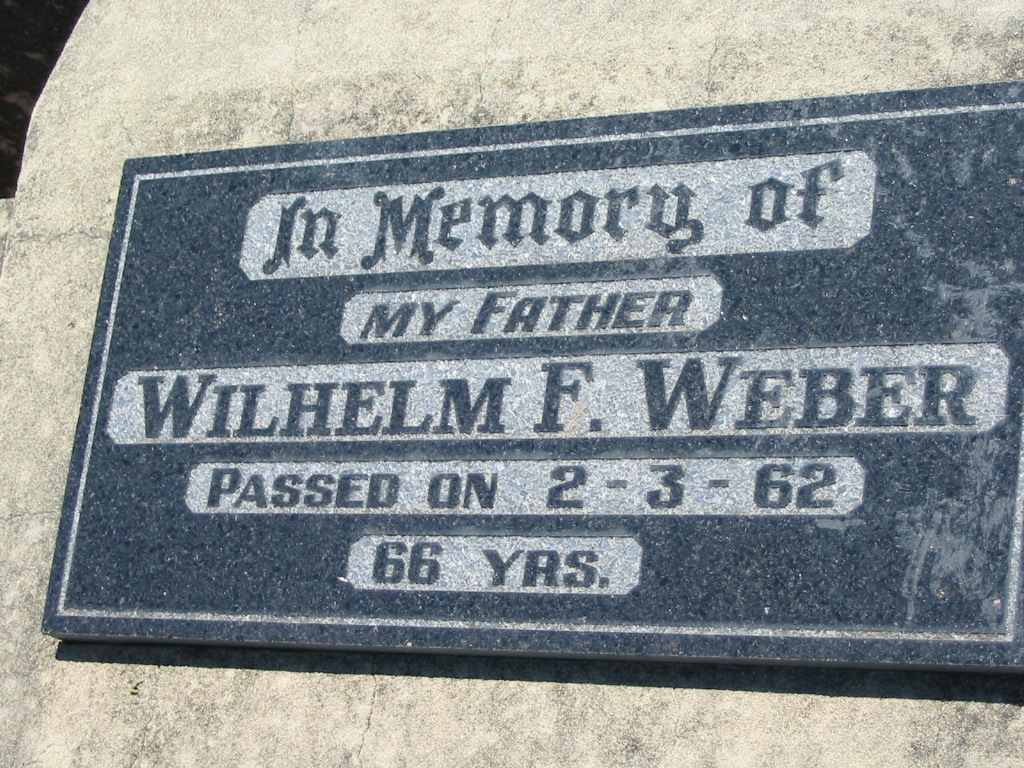 In Memory of
MY FATHER
WILHELM F. WEBER
PASSED ON 2-3-62
66 YRS.